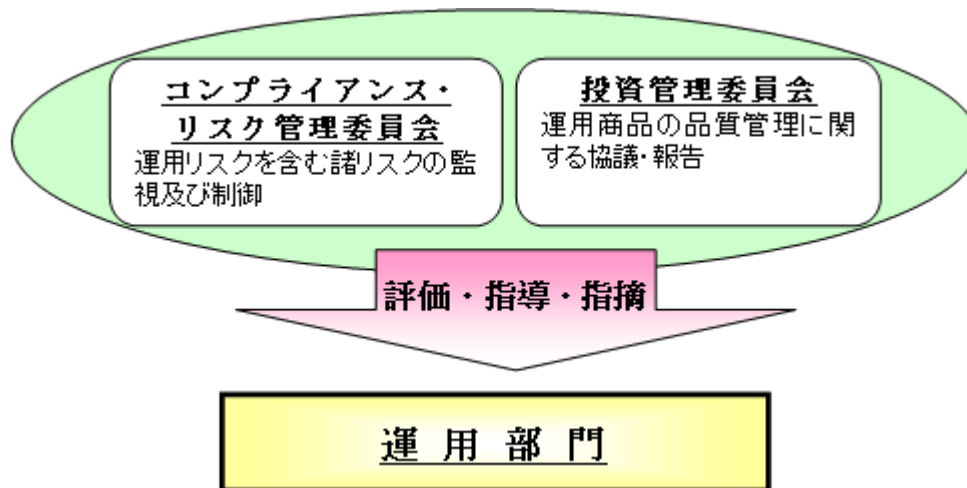 コンプライアンス・
リスク管理委員会
運用リスクを含む諸リスクの監
視及び制御
投資管理委員会
運用商品の品質管理に関
する協議・報告
評価・指導・指摘
運用部門